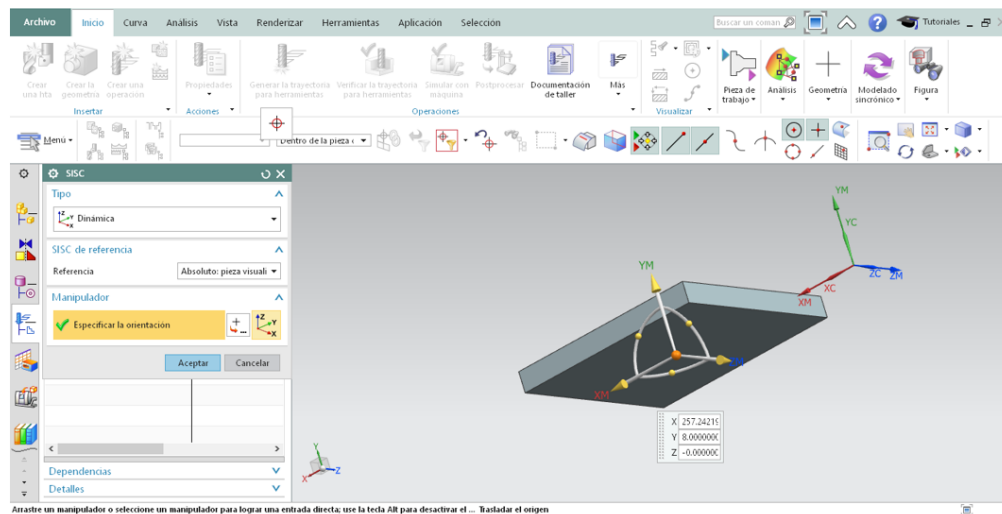 Archivo Inicio Curva Análisis Vista Renderizar Herramientas Aplicación Selección Buscar un coman Tutoriales
Crear una hta
Crear la geometría
Crear una operación
Propiedades
Generar la trayectoria para herramientas
Verificar la trayectoria para herramientas
Simular con máquina
Postprocesar
Documentación de taller
Más
Pieza de trabajo
Análisis
Geometría
Modelado sincrónico
Figura
Insertar Acciones Operaciones Visualizar
Menú Dentro de la pieza
SISC
Tipo
Dinámica
SISC de referencia
Referencia Absoluto: pieza visuali
Manipulador
Especificar la orientación
Aceptar Cancelar
Dependencias
Detalles
YM
YC
ZC ZM
XC
XM
YM
XM
X 257.24219
Y 8.000000
Z -0.000000
Y
X
Z
Arrastre un manipulador o seleccione un manipulador para lograr una entrada directa; use la tecla Alt para desactivar el ... Trasladar el origen